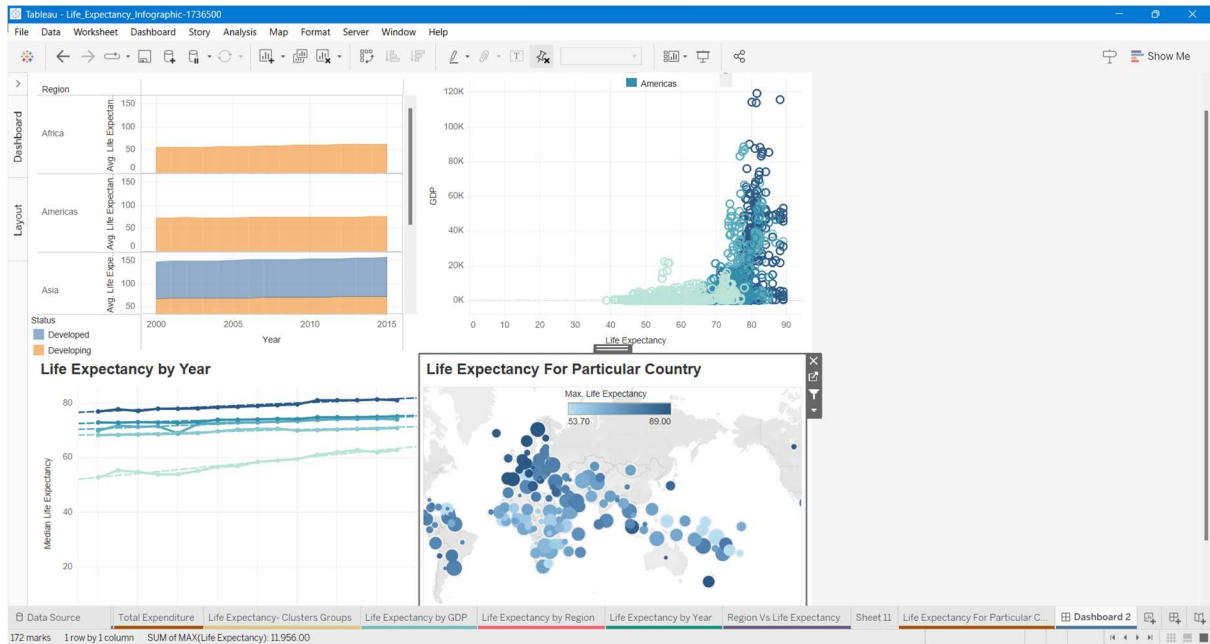 Tableau - Life_Expectancy_Infographic-1736500
File Data Worksheet Dashboard Story Analysis Map Format Server Window Help
Show Me
Dashboard
Layout
Region
Africa
Avg. Life Expectan..
150
100
50
0
Americas
Avg. Life Expectan..
150
100
50
0
Asia
Avg. Life Expe..
150
100
50
2000 2005 2010 2015
Year
Status
Developed
Developing
Americas
GDP
120K
100K
80K
60K
40K
20K
0K
0 10 20 30 40 50 60 70 80 90
Life Expectancy
Life Expectancy by Year
Median Life Expectancy
80
60
40
20
Life Expectancy For Particular Country
Max. Life Expectancy
53.70 89.00
Data Source Total Expenditure Life Expectancy- Clusters Groups Life Expectancy by GDP Life Expectancy by Region Life Expectancy by Year Region Vs Life Expectancy Sheet 11 Life Expectancy For Particular C... Dashboard 2
172 marks 1 row by 1 column SUM of MAX(Life Expectancy): 11,956.00